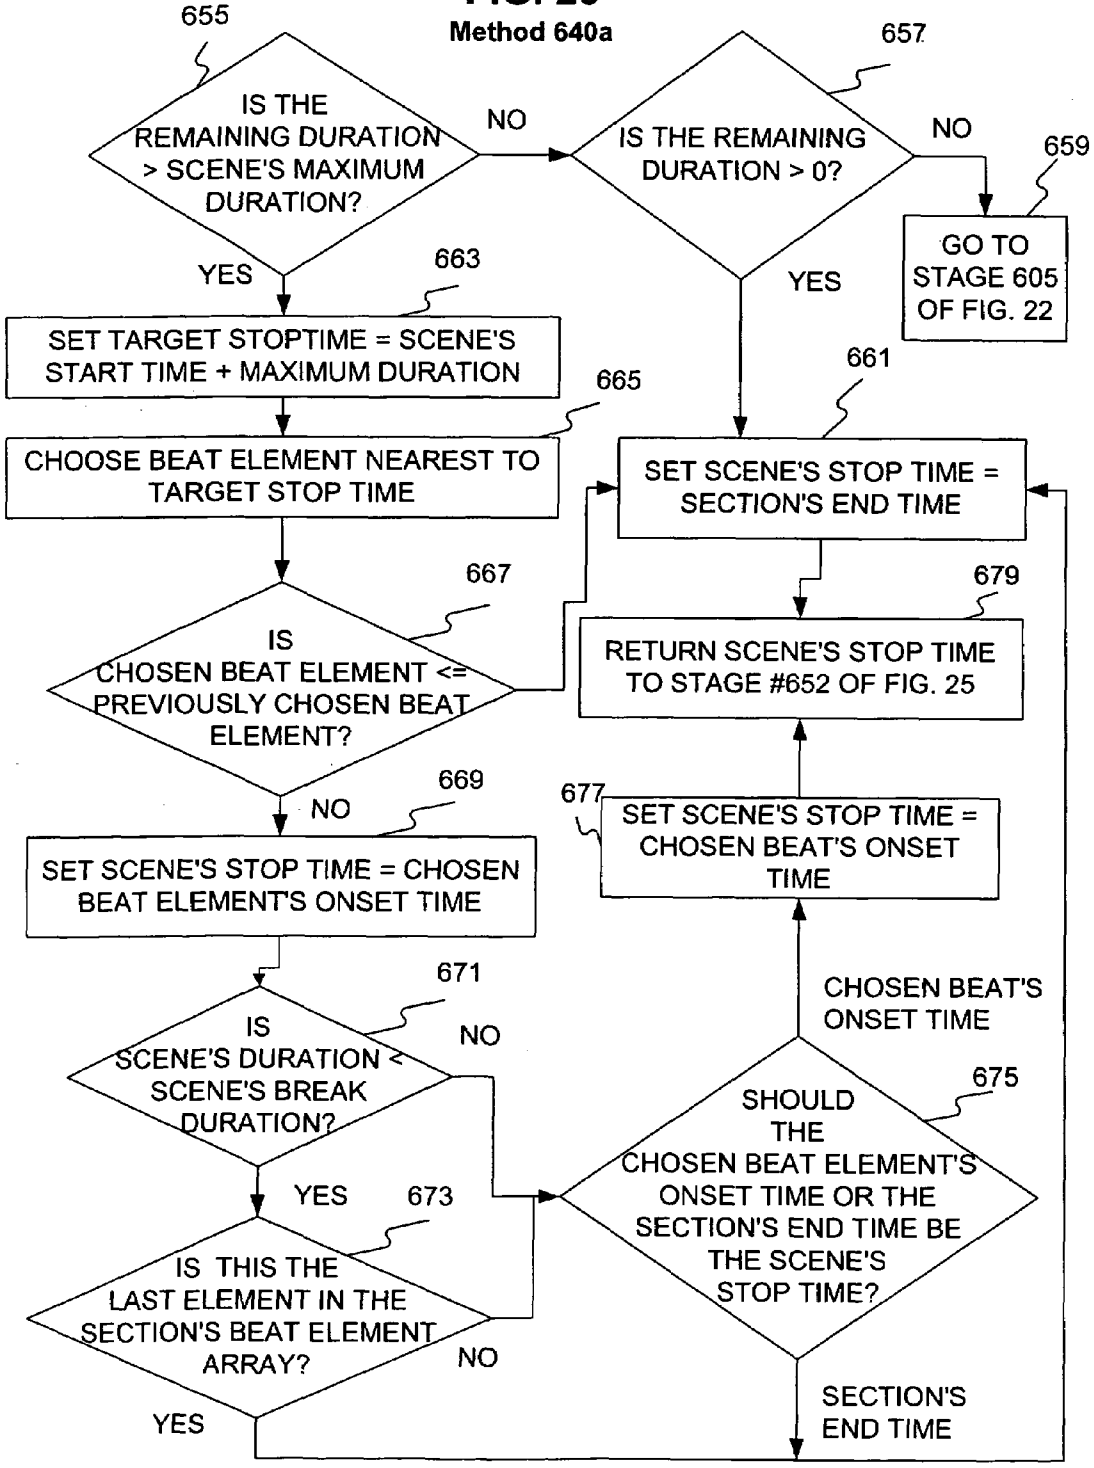 Method 640a
655
657
IS THE
REMAINING DURATION
> SCENE'S MAXIMUM
DURATION?
NO
IS THE REMAINING
DURATION > 0?
NO
659
GO TO
STAGE 605
OF FIG. 22
YES
663
YES
SET TARGET STOPTIME = SCENE'S
START TIME + MAXIMUM DURATION
661
665
CHOOSE BEAT ELEMENT NEAREST TO
TARGET STOP TIME
SET SCENE'S STOP TIME =
SECTION'S END TIME
667
679
IS
CHOSEN BEAT ELEMENT <=
PREVIOUSLY CHOSEN BEAT
ELEMENT?
RETURN SCENE'S STOP TIME
TO STAGE #652 OF FIG. 25
669
NO
677
SET SCENE'S STOP TIME =
CHOSEN BEAT'S ONSET
TIME
SET SCENE'S STOP TIME = CHOSEN
BEAT ELEMENT'S ONSET TIME
671
CHOSEN BEAT'S
ONSET TIME
IS
SCENE'S DURATION <
SCENE'S BREAK
DURATION?
NO
675
SHOULD
THE
CHOSEN BEAT ELEMENT'S
ONSET TIME OR THE
SECTION'S END TIME BE
THE SCENE'S
STOP TIME?
YES
673
IS THIS THE
LAST ELEMENT IN THE
SECTION'S BEAT ELEMENT
ARRAY?
NO
YES
SECTION'S
END TIME